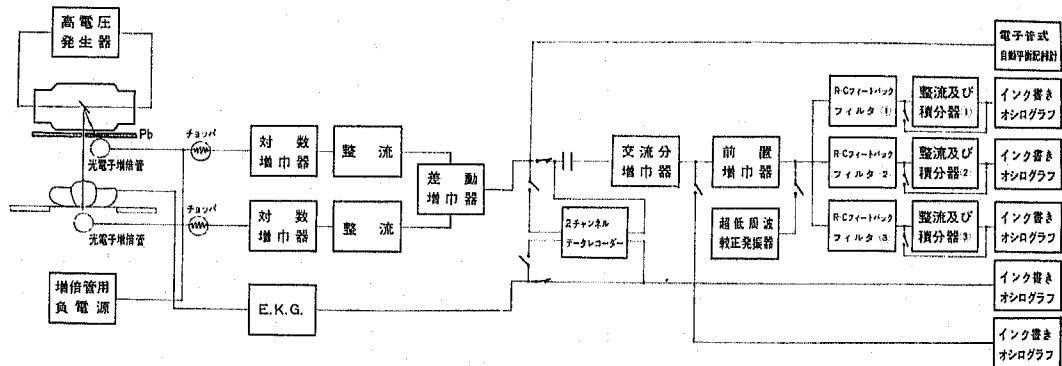 高電圧
発生器
Pb
光電子増倍管
チョッパ
対数
増巾器
整流
光電子増倍管
チョッパ
対数
増巾器
整流
増倍管用
負電源
E.K.G.
差動
増巾器
2チャンネル
データレコーダー
交流分
増巾器
前置
増巾器
超低周波
較正発振器
R-Cフィードバック
フィルタ(1)
整流及び
積分器(1)
R-Cフィードバック
フィルタ(2)
整流及び
積分器(2)
R-Cフィードバック
フィルタ(3)
整流及び
積分器(3)
電子管式
自動平衡記録計
インク書き
オシログラフ
インク書き
オシログラフ
インク書き
オシログラフ
インク書き
オシログラフ
インク書き
オシログラフ